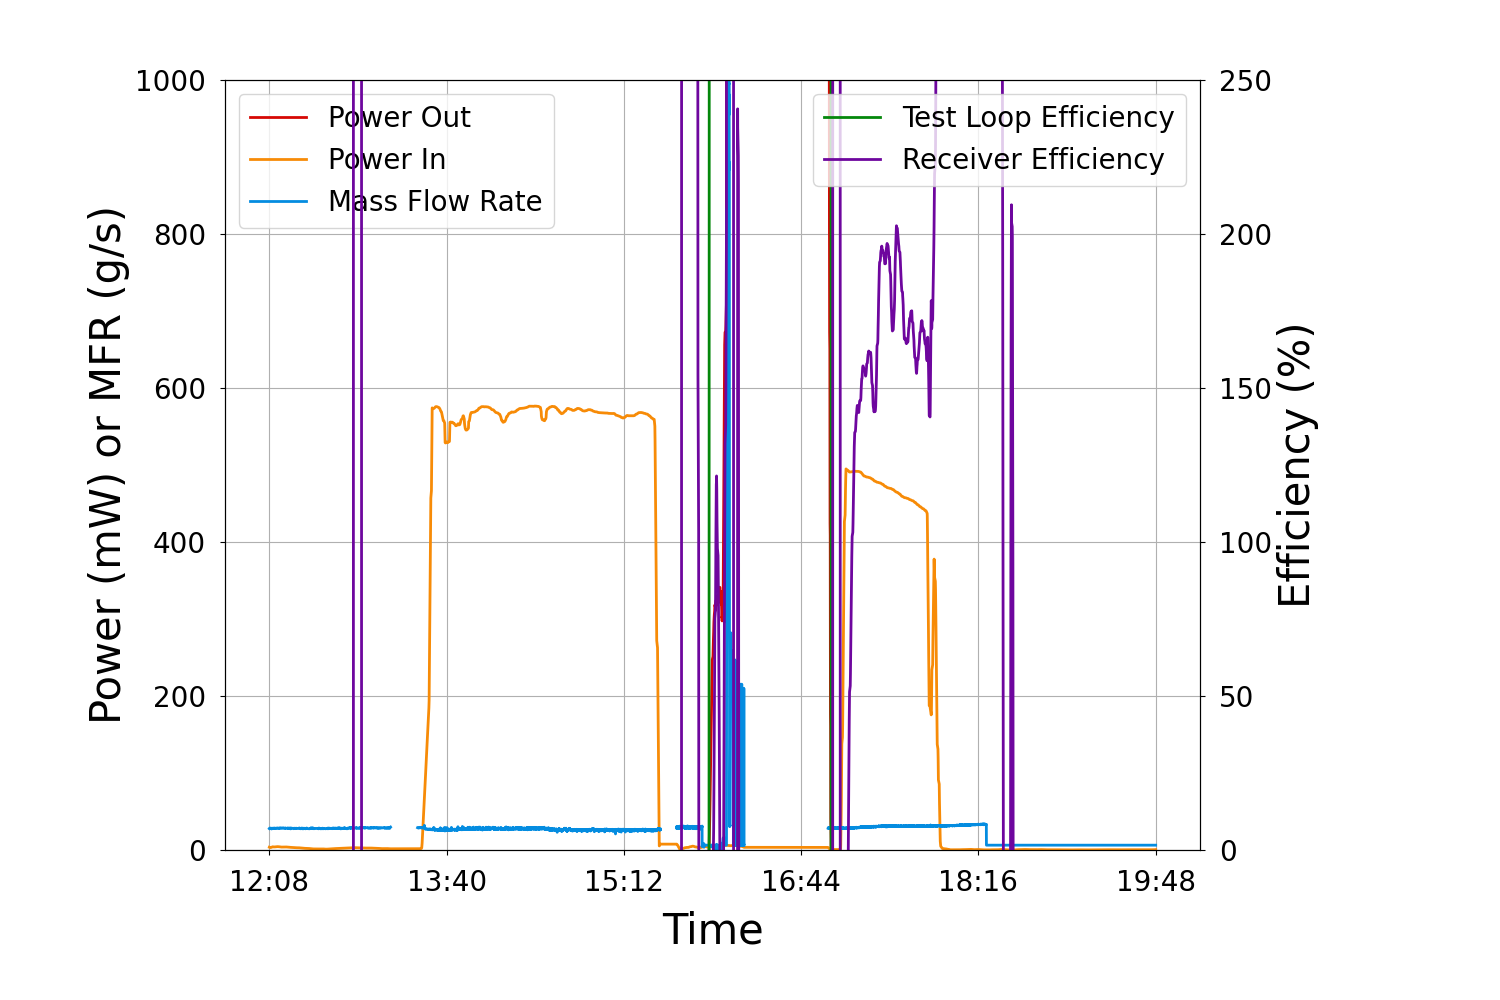 1000
800
600
400
200
0
Power (mW) or MFR (g/s)
Power Out
Power In
Mass Flow Rate
Test Loop Efficiency
Receiver Efficiency
250
200
150
100
50
0
Efficiency (%)
12:08 13:40 15:12 16:44 18:16 19:48
Time